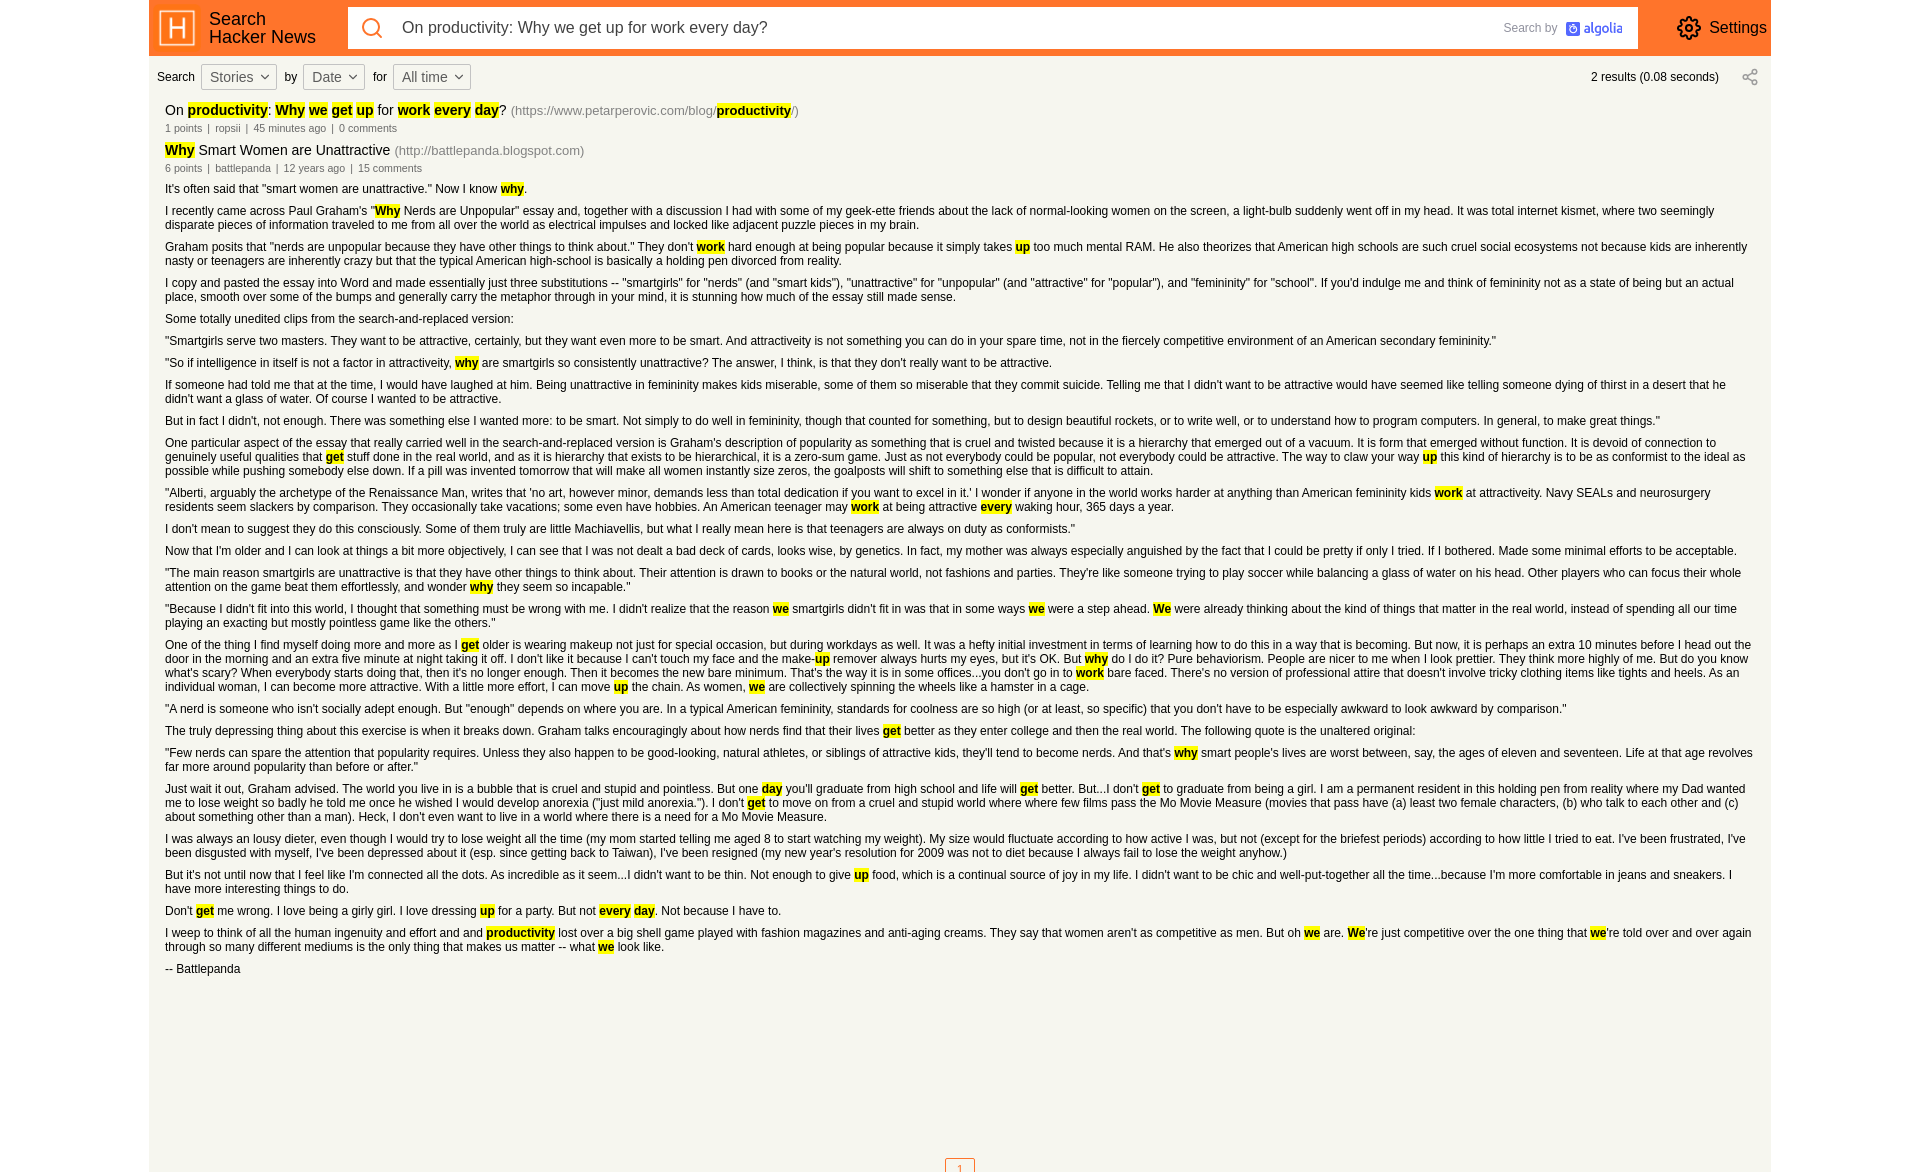 Search
Hacker News
On productivity: Why we get up for work every day?
Search by algolia
Settings
Search Stories by Date for All time
2 results (0.08 seconds)
On productivity: Why we get up for work every day? (https://www.petarperovic.com/blog/productivity/)
1 points | ropsii | 45 minutes ago | 0 comments
Why Smart Women are Unattractive (http://battlepanda.blogspot.com)
6 points | battlepanda | 12 years ago | 15 comments
It's often said that "smart women are unattractive." Now I know why.
I recently came across Paul Graham's "Why Nerds are Unpopular" essay and, together with a discussion I had with some of my geek-ette friends about the lack of normal-looking women on the screen, a light-bulb suddenly went off in my head. It was total internet kismet, where two seemingly
disparate pieces of information traveled to me from all over the world as electrical impulses and locked like adjacent puzzle pieces in my brain.
Graham posits that "nerds are unpopular because they have other things to think about." They don't work hard enough at being popular because it simply takes up too much mental RAM. He also theorizes that American high schools are such cruel social ecosystems not because kids are inherently
nasty or teenagers are inherently crazy but that the typical American high-school is basically a holding pen divorced from reality.
I copy and pasted the essay into Word and made essentially just three substitutions -- "smartgirls" for "nerds" (and "smart kids"), "unattractive" for "unpopular" (and "attractive" for "popular"), and "femininity" for "school". If you'd indulge me and think of femininity not as a state of being but an actual
place, smooth over some of the bumps and generally carry the metaphor through in your mind, it is stunning how much of the essay still made sense.
Some totally unedited clips from the search-and-replaced version:
"Smartgirls serve two masters. They want to be attractive, certainly, but they want even more to be smart. And attractiveity is not something you can do in your spare time, not in the fiercely competitive environment of an American secondary femininity."
"So if intelligence in itself is not a factor in attractiveity, why are smartgirls so consistently unattractive? The answer, I think, is that they don't really want to be attractive.
If someone had told me that at the time, I would have laughed at him. Being unattractive in femininity makes kids miserable, some of them so miserable that they commit suicide. Telling me that I didn't want to be attractive would have seemed like telling someone dying of thirst in a desert that he
didn't want a glass of water. Of course I wanted to be attractive.
But in fact I didn't, not enough. There was something else I wanted more: to be smart. Not simply to do well in femininity, though that counted for something, but to design beautiful rockets, or to write well, or to understand how to program computers. In general, to make great things."
One particular aspect of the essay that really carried well in the search-and-replaced version is Graham's description of popularity as something that is cruel and twisted because it is a hierarchy that emerged out of a vacuum. It is form that emerged without function. It is devoid of connection to
genuinely useful qualities that get stuff done in the real world, and as it is hierarchy that exists to be hierarchical, it is a zero-sum game. Just as not everybody could be popular, not everybody could be attractive. The way to claw your way up this kind of hierarchy is to be as conformist to the ideal as
possible while pushing somebody else down. If a pill was invented tomorrow that will make all women instantly size zeros, the goalposts will shift to something else that is difficult to attain.
"Alberti, arguably the archetype of the Renaissance Man, writes that 'no art, however minor, demands less than total dedication if you want to excel in it.' I wonder if anyone in the world works harder at anything than American femininity kids work at attractiveity. Navy SEALs and neurosurgery
residents seem slackers by comparison. They occasionally take vacations; some even have hobbies. An American teenager may work at being attractive every waking hour, 365 days a year.
I don't mean to suggest they do this consciously. Some of them truly are little Machiavellis, but what I really mean here is that teenagers are always on duty as conformists."
Now that I'm older and I can look at things a bit more objectively, I can see that I was not dealt a bad deck of cards, looks wise, by genetics. In fact, my mother was always especially anguished by the fact that I could be pretty if only I tried. If I bothered. Made some minimal efforts to be acceptable.
"The main reason smartgirls are unattractive is that they have other things to think about. Their attention is drawn to books or the natural world, not fashions and parties. They're like someone trying to play soccer while balancing a glass of water on his head. Other players who can focus their whole
attention on the game beat them effortlessly, and wonder why they seem so incapable."
"Because I didn't fit into this world, I thought that something must be wrong with me. I didn't realize that the reason we smartgirls didn't fit in was that in some ways we were a step ahead. We were already thinking about the kind of things that matter in the real world, instead of spending all our time
playing an exacting but mostly pointless game like the others."
One of the thing I find myself doing more and more as I get older is wearing makeup not just for special occasion, but during workdays as well. It was a hefty initial investment in terms of learning how to do this in a way that is becoming. But now, it is perhaps an extra 10 minutes before I head out the
door in the morning and an extra five minute at night taking it off. I don't like it because I can't touch my face and the make-up remover always hurts my eyes, but it's OK. But why do I do it? Pure behaviorism. People are nicer to me when I look prettier. They think more highly of me. But do you know
what's scary? When everybody starts doing that, then it's no longer enough. Then it becomes the new bare minimum. That's the way it is in some offices...you don't go in to work bare faced. There's no version of professional attire that doesn't involve tricky clothing items like tights and heels. As an
individual woman, I can become more attractive. With a little more effort, I can move up the chain. As women, we are collectively spinning the wheels like a hamster in a cage.
"A nerd is someone who isn't socially adept enough. But "enough" depends on where you are. In a typical American femininity, standards for coolness are so high (or at least, so specific) that you don't have to be especially awkward to look awkward by comparison."
The truly depressing thing about this exercise is when it breaks down. Graham talks encouragingly about how nerds find that their lives get better as they enter college and then the real world. The following quote is the unaltered original:
"Few nerds can spare the attention that popularity requires. Unless they also happen to be good-looking, natural athletes, or siblings of attractive kids, they'll tend to become nerds. And that's why smart people's lives are worst between, say, the ages of eleven and seventeen. Life at that age revolves
far more around popularity than before or after."
Just wait it out, Graham advised. The world you live in is a bubble that is cruel and stupid and pointless. But one day you'll graduate from high school and life will get better. But...I don't get to graduate from being a girl. I am a permanent resident in this holding pen from reality where my Dad wanted
me to lose weight so badly he told me once he wished I would develop anorexia ("just mild anorexia."). I don't get to move on from a cruel and stupid world where where few films pass the Mo Movie Measure (movies that pass have (a) least two female characters, (b) who talk to each other and (c)
about something other than a man). Heck, I don't even want to live in a world where there is a need for a Mo Movie Measure.
I was always an lousy dieter, even though I would try to lose weight all the time (my mom started telling me aged 8 to start watching my weight). My size would fluctuate according to how active I was, but not (except for the briefest periods) according to how little I tried to eat. I've been frustrated, I've
been disgusted with myself, I've been depressed about it (esp. since getting back to Taiwan), I've been resigned (my new year's resolution for 2009 was not to diet because I always fail to lose the weight anyhow.)
But it's not until now that I feel like I'm connected all the dots. As incredible as it seem...I didn't want to be thin. Not enough to give up food, which is a continual source of joy in my life. I didn't want to be chic and well-put-together all the time...because I'm more comfortable in jeans and sneakers. I
have more interesting things to do.
Don't get me wrong. I love being a girly girl. I love dressing up for a party. But not every day. Not because I have to.
I weep to think of all the human ingenuity and effort and and productivity lost over a big shell game played with fashion magazines and anti-aging creams. They say that women aren't as competitive as men. But oh we are. We're just competitive over the one thing that we're told over and over again
through so many different mediums is the only thing that makes us matter -- what we look like.
-- Battlepanda
1